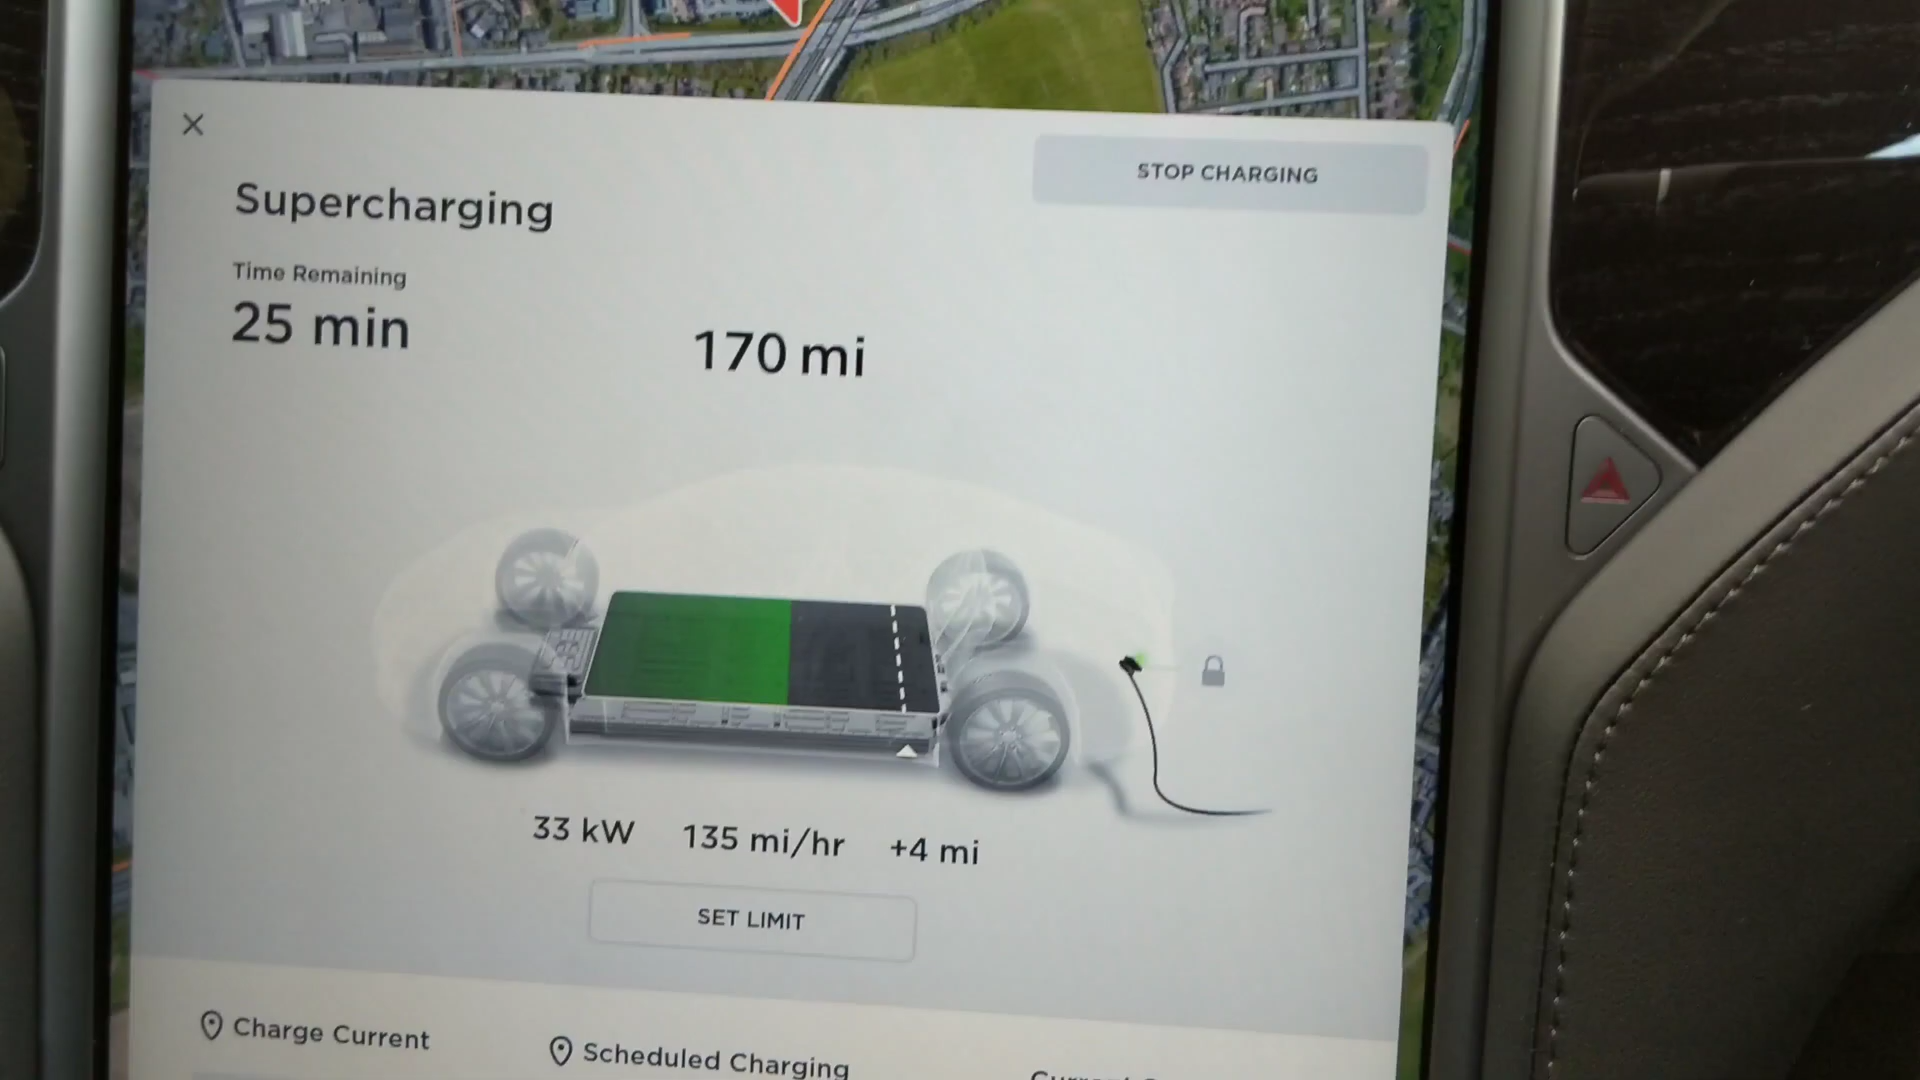 STOP CHARGING
Supercharging
Time Remaining
25 min
170 mi
33 kW 135 mi/hr +4 mi
SET LIMIT
Charge Current
Scheduled Charging